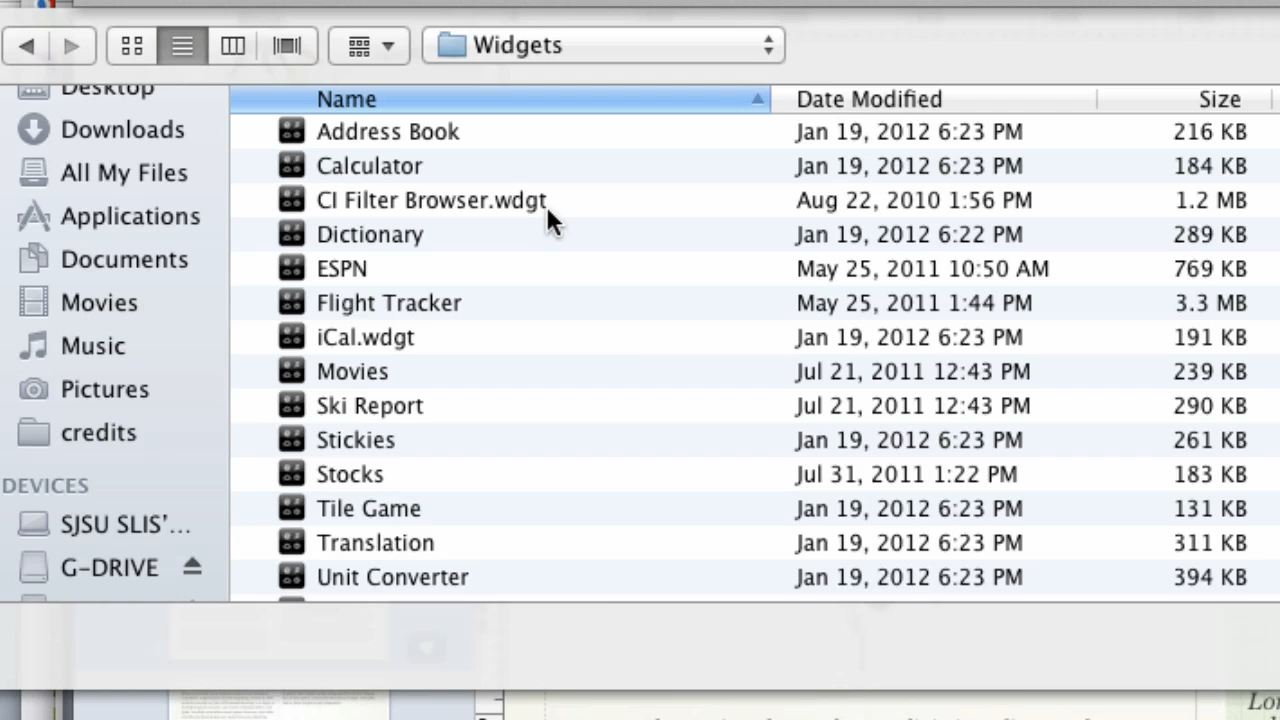 Widgets
Name Date Modified Size
Desktop
Downloads
All My Files
Applications
Documents
Movies
Music
Pictures
credits
DEVICES
SJSU SLIS'...
G-DRIVE
Address Book Jan 19, 2012 6:23 PM 216 KB
Calculator Jan 19, 2012 6:23 PM 184 KB
CI Filter Browser.wdgt Aug 22, 2010 1:56 PM 1.2 MB
Dictionary Jan 19, 2012 6:22 PM 289 KB
ESPN May 25, 2011 10:50 AM 769 KB
Flight Tracker May 25, 2011 1:44 PM 3.3 MB
iCal.wdgt Jan 19, 2012 6:23 PM 191 KB
Movies Jul 21, 2011 12:43 PM 239 KB
Ski Report Jul 21, 2011 12:43 PM 290 KB
Stickies Jan 19, 2012 6:23 PM 261 KB
Stocks Jul 31, 2011 1:22 PM 183 KB
Tile Game Jan 19, 2012 6:23 PM 131 KB
Translation Jan 19, 2012 6:23 PM 311 KB
Unit Converter Jan 19, 2012 6:23 PM 394 KB